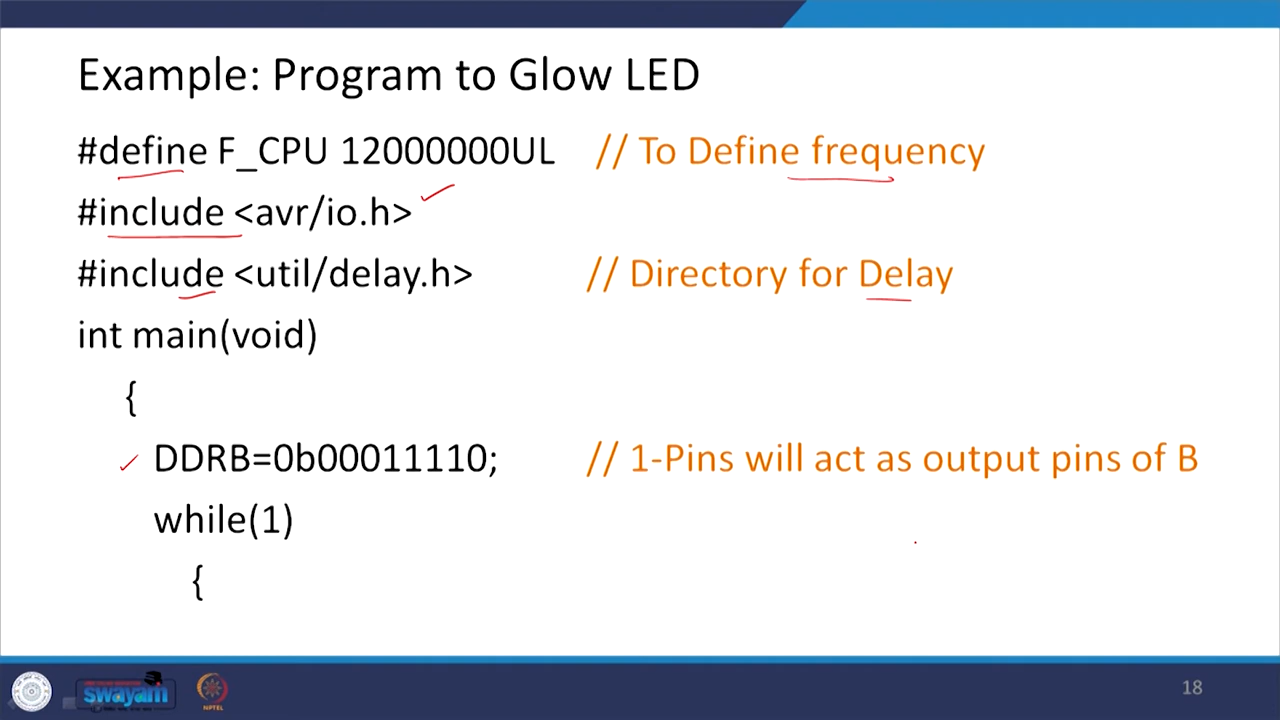 Example: Program to Glow LED
#define F_CPU 12000000UL // To Define frequency
#include <avr/io.h>
#include <util/delay.h> // Directory for Delay
int main(void)
{
DDRB=0b00011110; // 1-Pins will act as output pins of B
while(1)
{
swayam
NPTEL
18